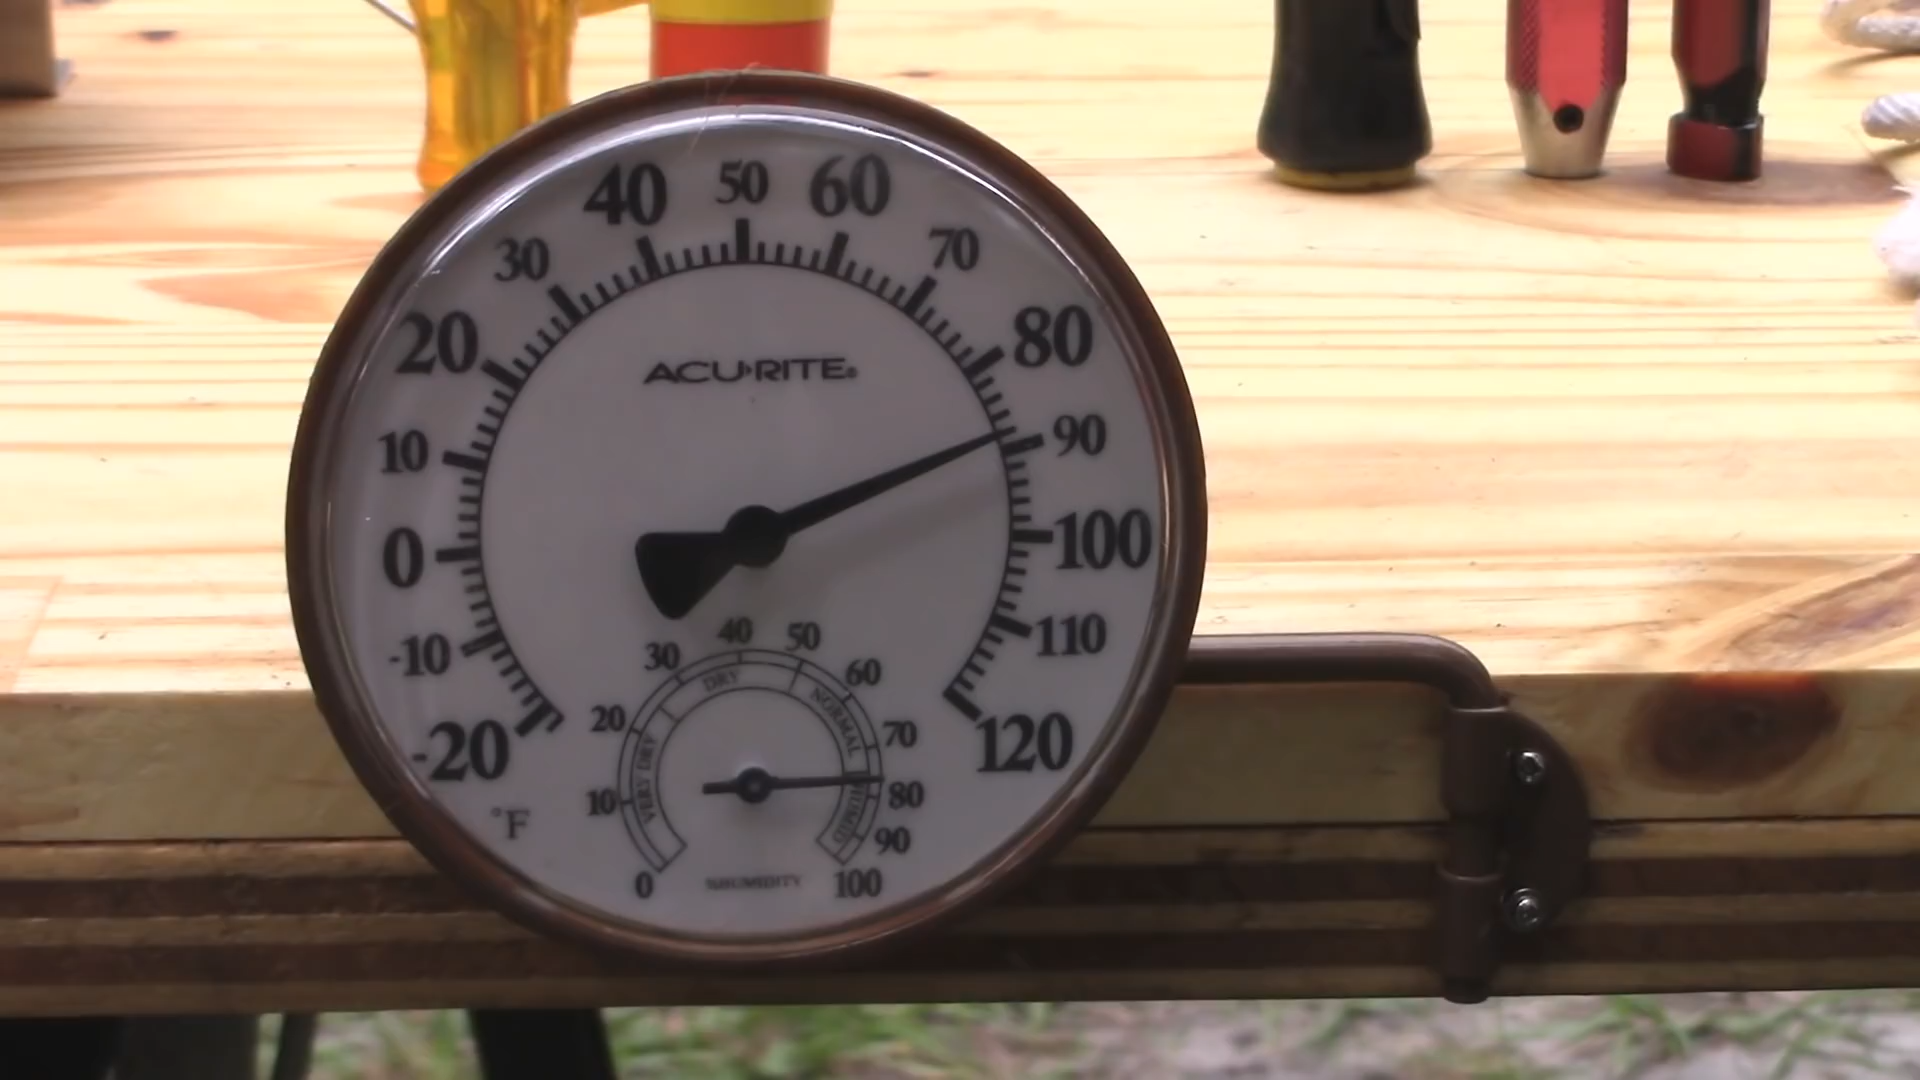 40 50 60
30 70
20 80
ACU›RITE®
10 90
0 100
-10 110
-20 120
°F
30 40 50 60
20 70
10 80
90
0 100
VERY DRY DRY NORMAL HUMID
%HUMIDITY